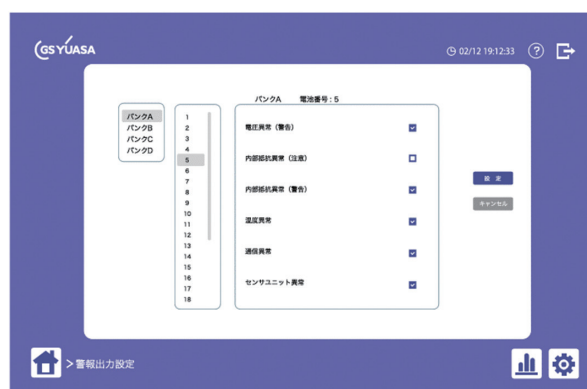 GS YUASA
02/12 19:12:33
?
バンクA 電池番号：5
バンクA
バンクB
バンクC
バンクD
1
2
3
4
5
6
7
8
9
10
11
12
13
14
15
16
17
18
電圧異常（警告）
内部抵抗異常（注意）
内部抵抗異常（警告）
温度異常
通信異常
センサユニット異常
設 定
キャンセル
＞警報出力設定